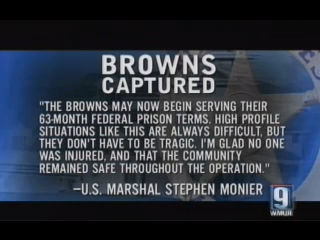 BROWNS
CAPTURED
"THE BROWNS MAY NOW BEGIN SERVING THEIR
63-MONTH FEDERAL PRISON TERMS. HIGH PROFILE
SITUATIONS LIKE THIS ARE ALWAYS DIFFICULT, BUT
THEY DON'T HAVE TO BE TRAGIC. I'M GLAD NO ONE
WAS INJURED, AND THAT THE COMMUNITY
REMAINED SAFE THROUGHOUT THE OPERATION."
–U.S. MARSHAL STEPHEN MONIER
9
WMUR